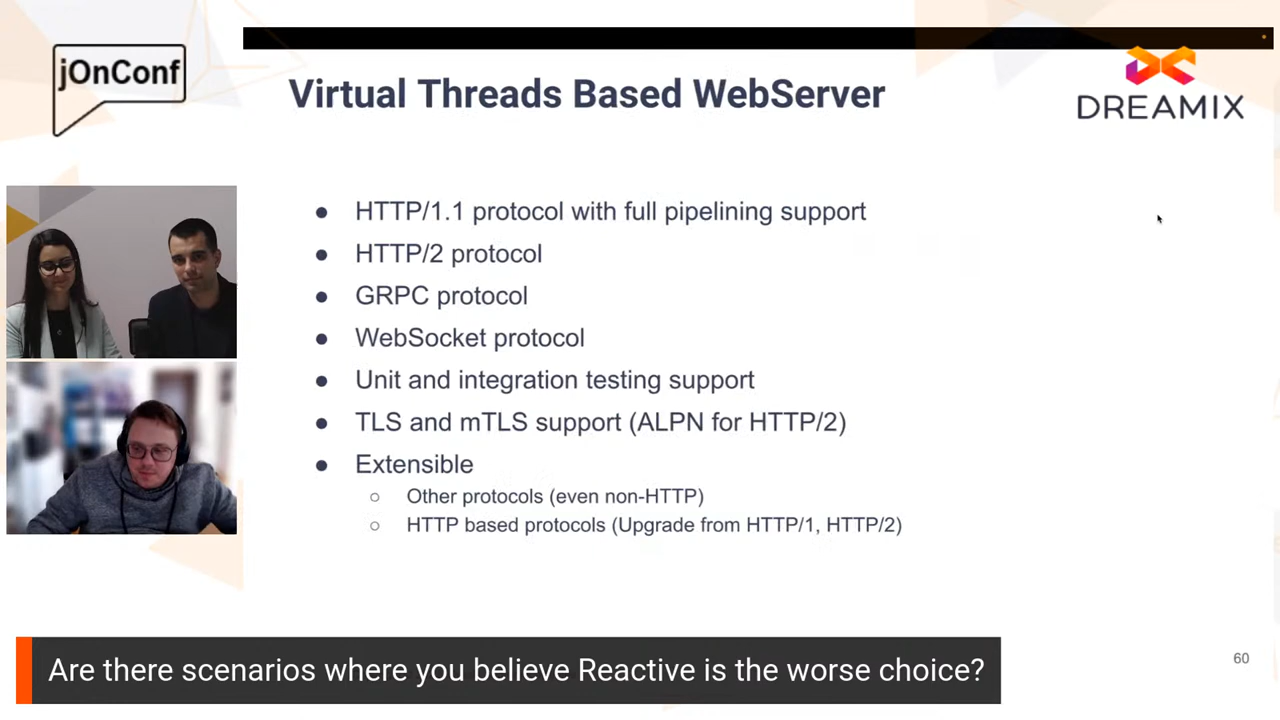 jOnConf
Virtual Threads Based WebServer
DREAMIX
● HTTP/1.1 protocol with full pipelining support
● HTTP/2 protocol
● GRPC protocol
● WebSocket protocol
● Unit and integration testing support
● TLS and mTLS support (ALPN for HTTP/2)
● Extensible
○ Other protocols (even non-HTTP)
○ HTTP based protocols (Upgrade from HTTP/1, HTTP/2)
Are there scenarios where you believe Reactive is the worse choice?
60